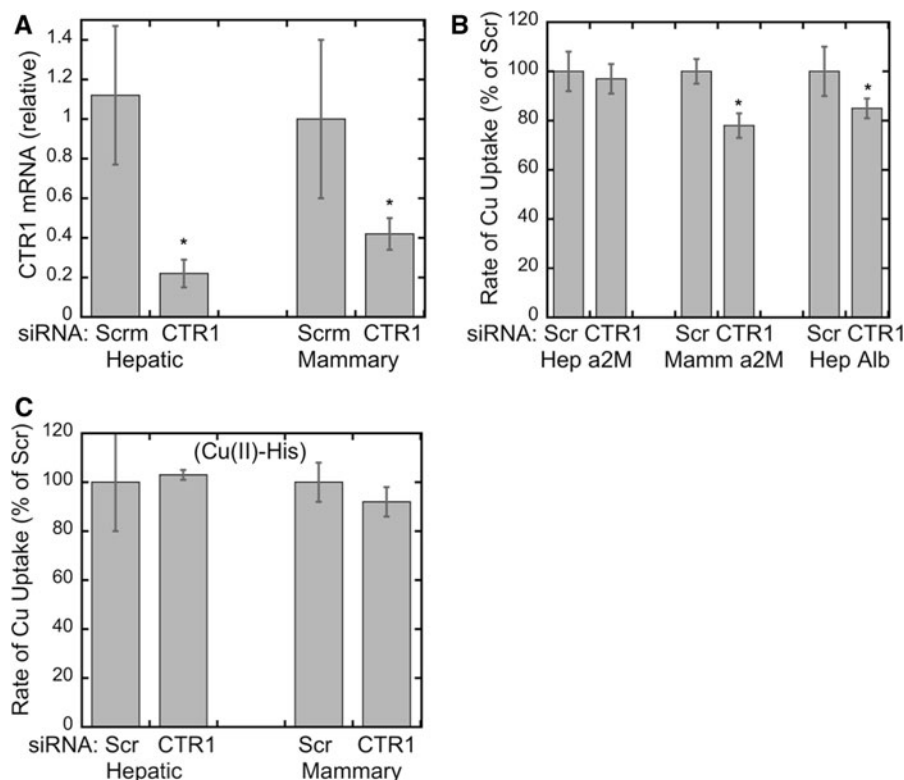 A
CTR1 mRNA (relative)
1.4
1.2
1
0.8
0.6
0.4
0.2
0
*
*
siRNA: Scrm CTR1 Scrm CTR1
Hepatic Mammary
B
Rate of Cu Uptake (% of Scr)
120
100
80
60
40
20
0
*
*
siRNA: Scr CTR1 Scr CTR1 Scr CTR1
Hep a2M Mamm a2M Hep Alb
C
Rate of Cu Uptake (% of Scr)
120
100
80
60
40
20
0
(Cu(II)-His)
siRNA: Scr CTR1 Scr CTR1
Hepatic Mammary